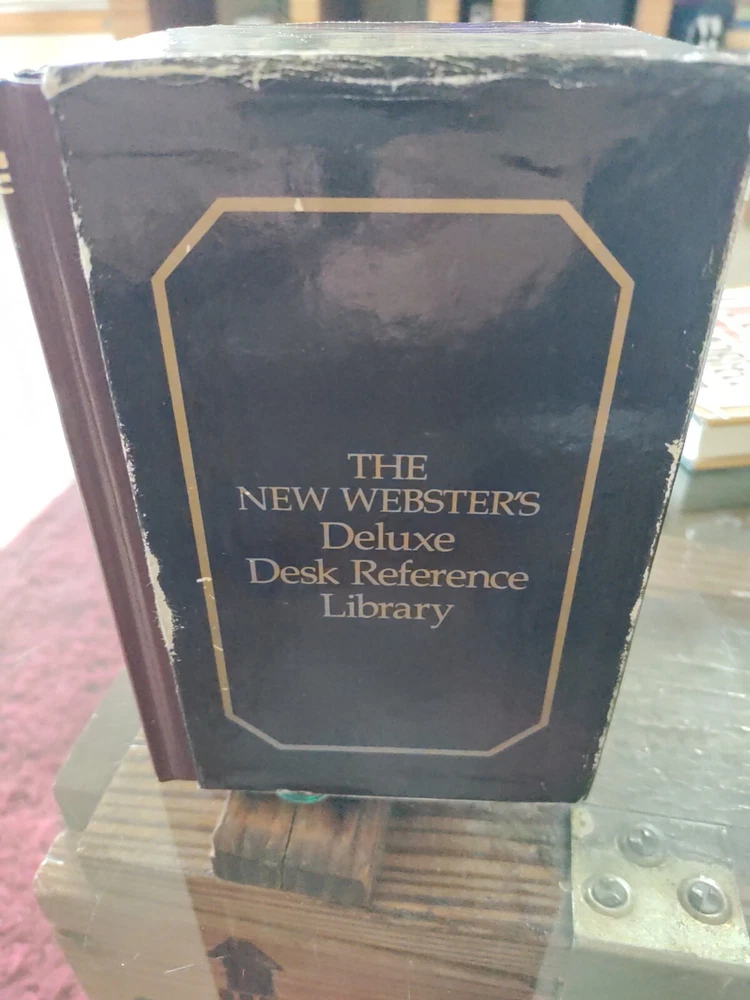 THE
NEW WEBSTER'S
Deluxe
Desk Reference
Library